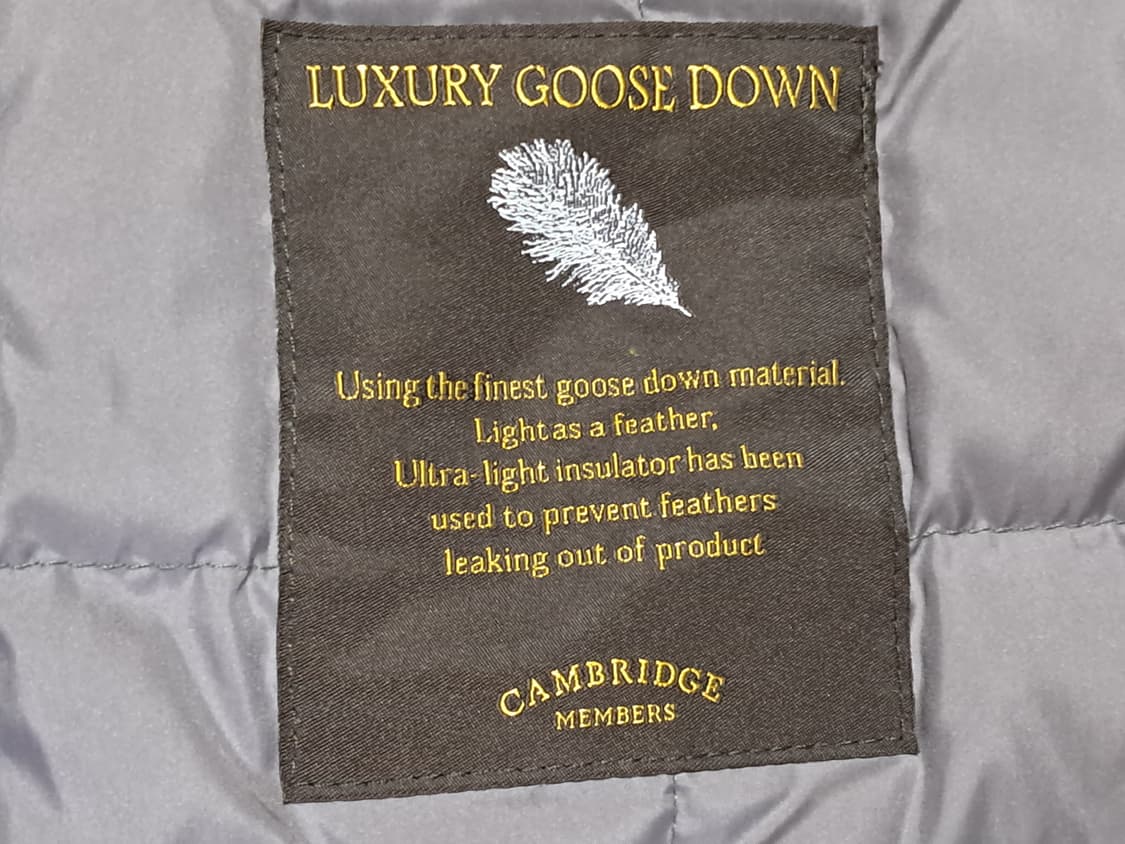 LUXURY GOOSE DOWN
Using the finest goose down material.
Light as a feather,
Ultra-light insulator has been
used to prevent feathers
leaking out of product
CAMBRIDGE
MEMBERS